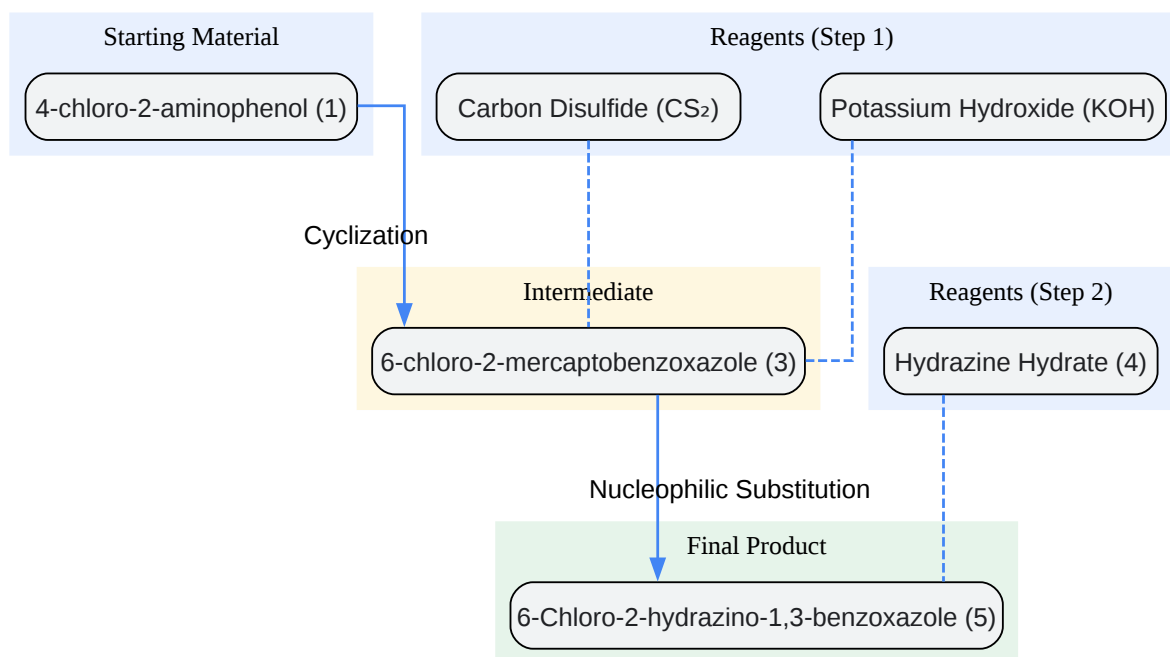 Starting Material
Reagents (Step 1)
4-chloro-2-aminophenol (1)
Carbon Disulfide (CS₂)
Potassium Hydroxide (KOH)
Cyclization
Intermediate
Reagents (Step 2)
6-chloro-2-mercaptobenzoxazole (3)
Hydrazine Hydrate (4)
Nucleophilic Substitution
Final Product
6-Chloro-2-hydrazino-1,3-benzoxazole (5)